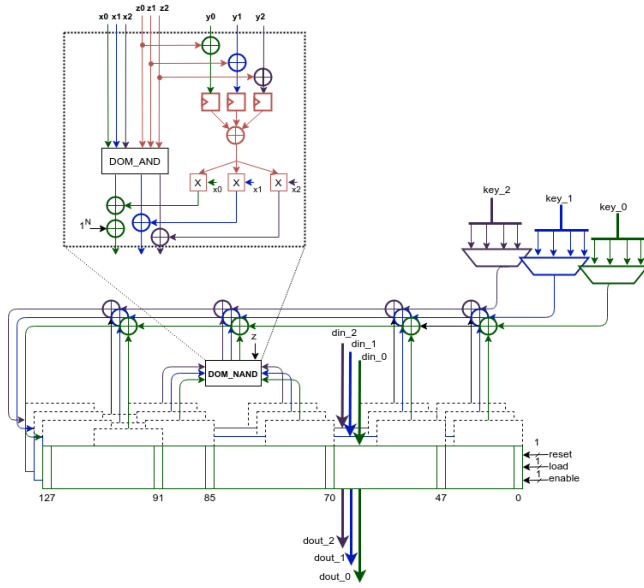 x0 x1 x2 z0 z1 z2 y0 y1 y2
DOM_AND
X X X
x0 x1 x2
1N
key_2
key_1
key_0
din_2
din_1
din_0
z
DOM_NAND
1 reset
1 load
1 enable
127 91 85 70 47 0
dout_2
dout_1
dout_0